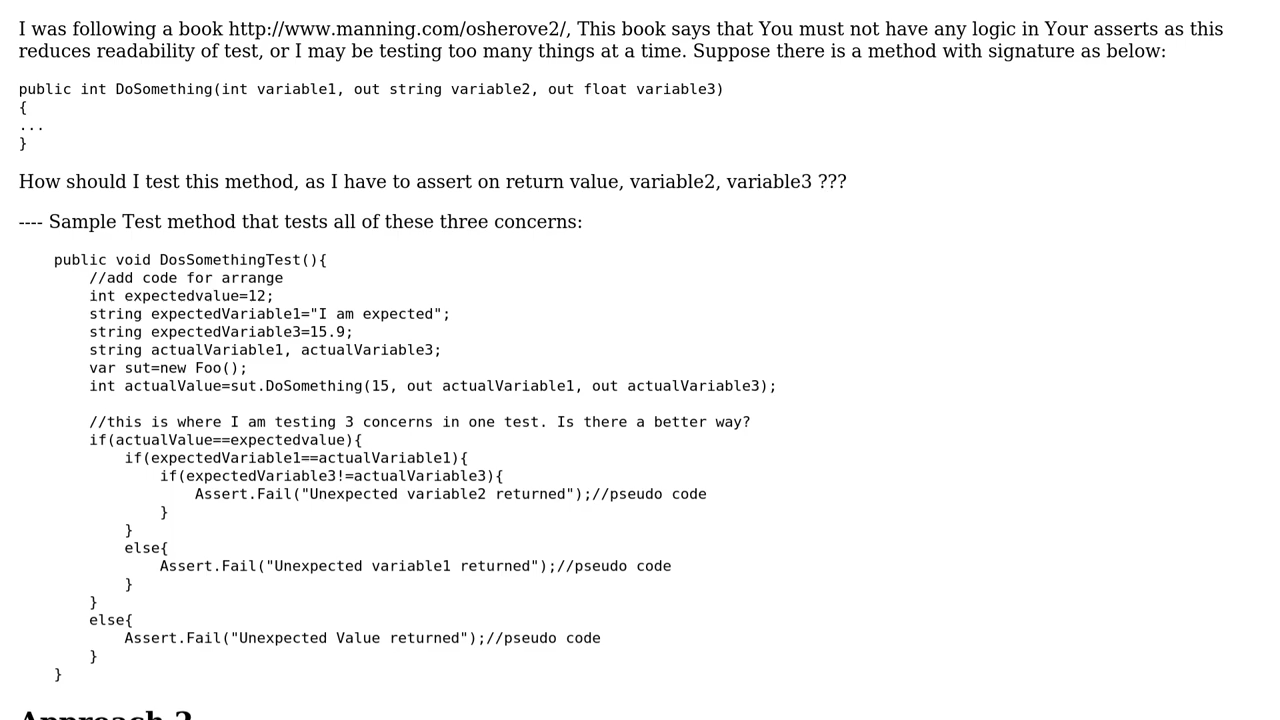 I was following a book http://www.manning.com/osherove2/, This book says that You must not have any logic in Your asserts as this
reduces readability of test, or I may be testing too many things at a time. Suppose there is a method with signature as below:
public int DoSomething(int variable1, out string variable2, out float variable3)
{
...
}
How should I test this method, as I have to assert on return value, variable2, variable3 ???
---- Sample Test method that tests all of these three concerns:
public void DosSomethingTest(){
//add code for arrange
int expectedvalue=12;
string expectedVariable1="I am expected";
string expectedVariable3=15.9;
string actualVariable1, actualVariable3;
var sut=new Foo();
int actualValue=sut.DoSomething(15, out actualVariable1, out actualVariable3);
//this is where I am testing 3 concerns in one test. Is there a better way?
if(actualValue==expectedvalue){
if(expectedVariable1==actualVariable1){
if(expectedVariable3!=actualVariable3){
Assert.Fail("Unexpected variable2 returned");//pseudo code
}
}
else{
Assert.Fail("Unexpected variable1 returned");//pseudo code
}
}
else{
Assert.Fail("Unexpected Value returned");//pseudo code
}
}
Approach 2